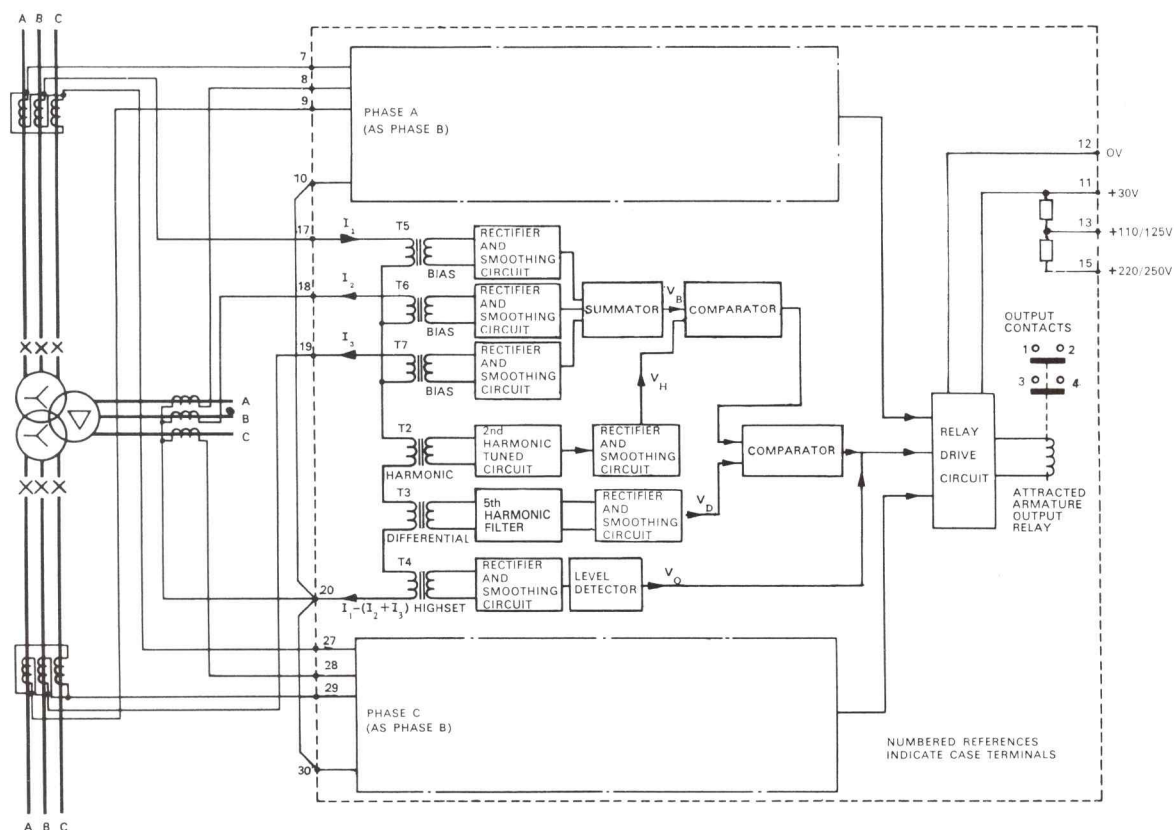 A B C
7
8
9
PHASE A
(AS PHASE B)
10
12
0V
11
+30V
13
+110/125V
15
+220/250V
17
I1
T5
BIAS
RECTIFIER
AND
SMOOTHING
CIRCUIT
18
I2
T6
BIAS
RECTIFIER
AND
SMOOTHING
CIRCUIT
19
I3
T7
BIAS
RECTIFIER
AND
SMOOTHING
CIRCUIT
SUMMATOR
VB
COMPARATOR
VH
OUTPUT
CONTACTS
1 2
3 4
A
B
C
T2
HARMONIC
2nd
HARMONIC
TUNED
CIRCUIT
RECTIFIER
AND
SMOOTHING
CIRCUIT
COMPARATOR
RELAY
DRIVE
CIRCUIT
ATTRACTED
ARMATURE
OUTPUT
RELAY
T3
DIFFERENTIAL
5th
HARMONIC
FILTER
RECTIFIER
AND
SMOOTHING
CIRCUIT
VD
T4
RECTIFIER
AND
SMOOTHING
CIRCUIT
LEVEL
DETECTOR
VO
20
I1-(I2+I3) HIGHSET
27
28
29
PHASE C
(AS PHASE B)
30
NUMBERED REFERENCES
INDICATE CASE TERMINALS
A B C